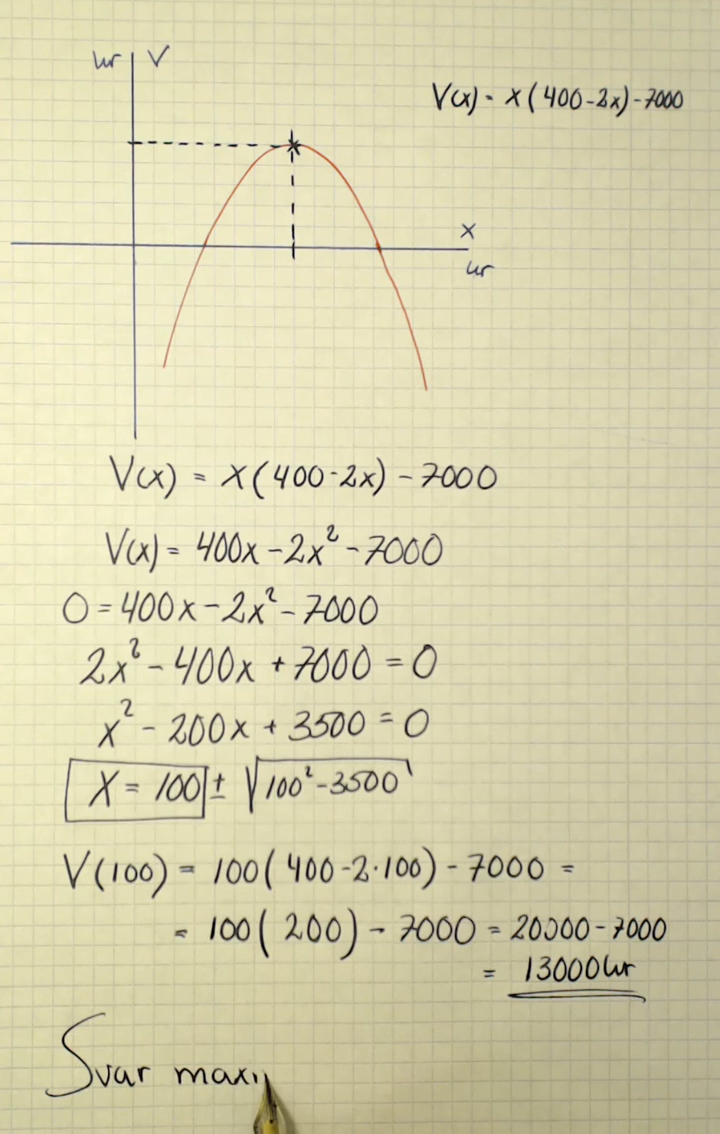 kr V
V(x) = x(400-2x)-7000
x
kr
V(x) = x(400-2x) - 7000
V(x) = 400x - 2x² - 7000
0 = 400x - 2x² - 7000
2x² - 400x + 7000 = 0
x² - 200x + 3500 = 0
x = 100 ± √100² - 3500
V(100) = 100(400 - 2·100) - 7000 =
= 100(200) - 7000 = 20000 - 7000
= 13000kr
Svar maxi